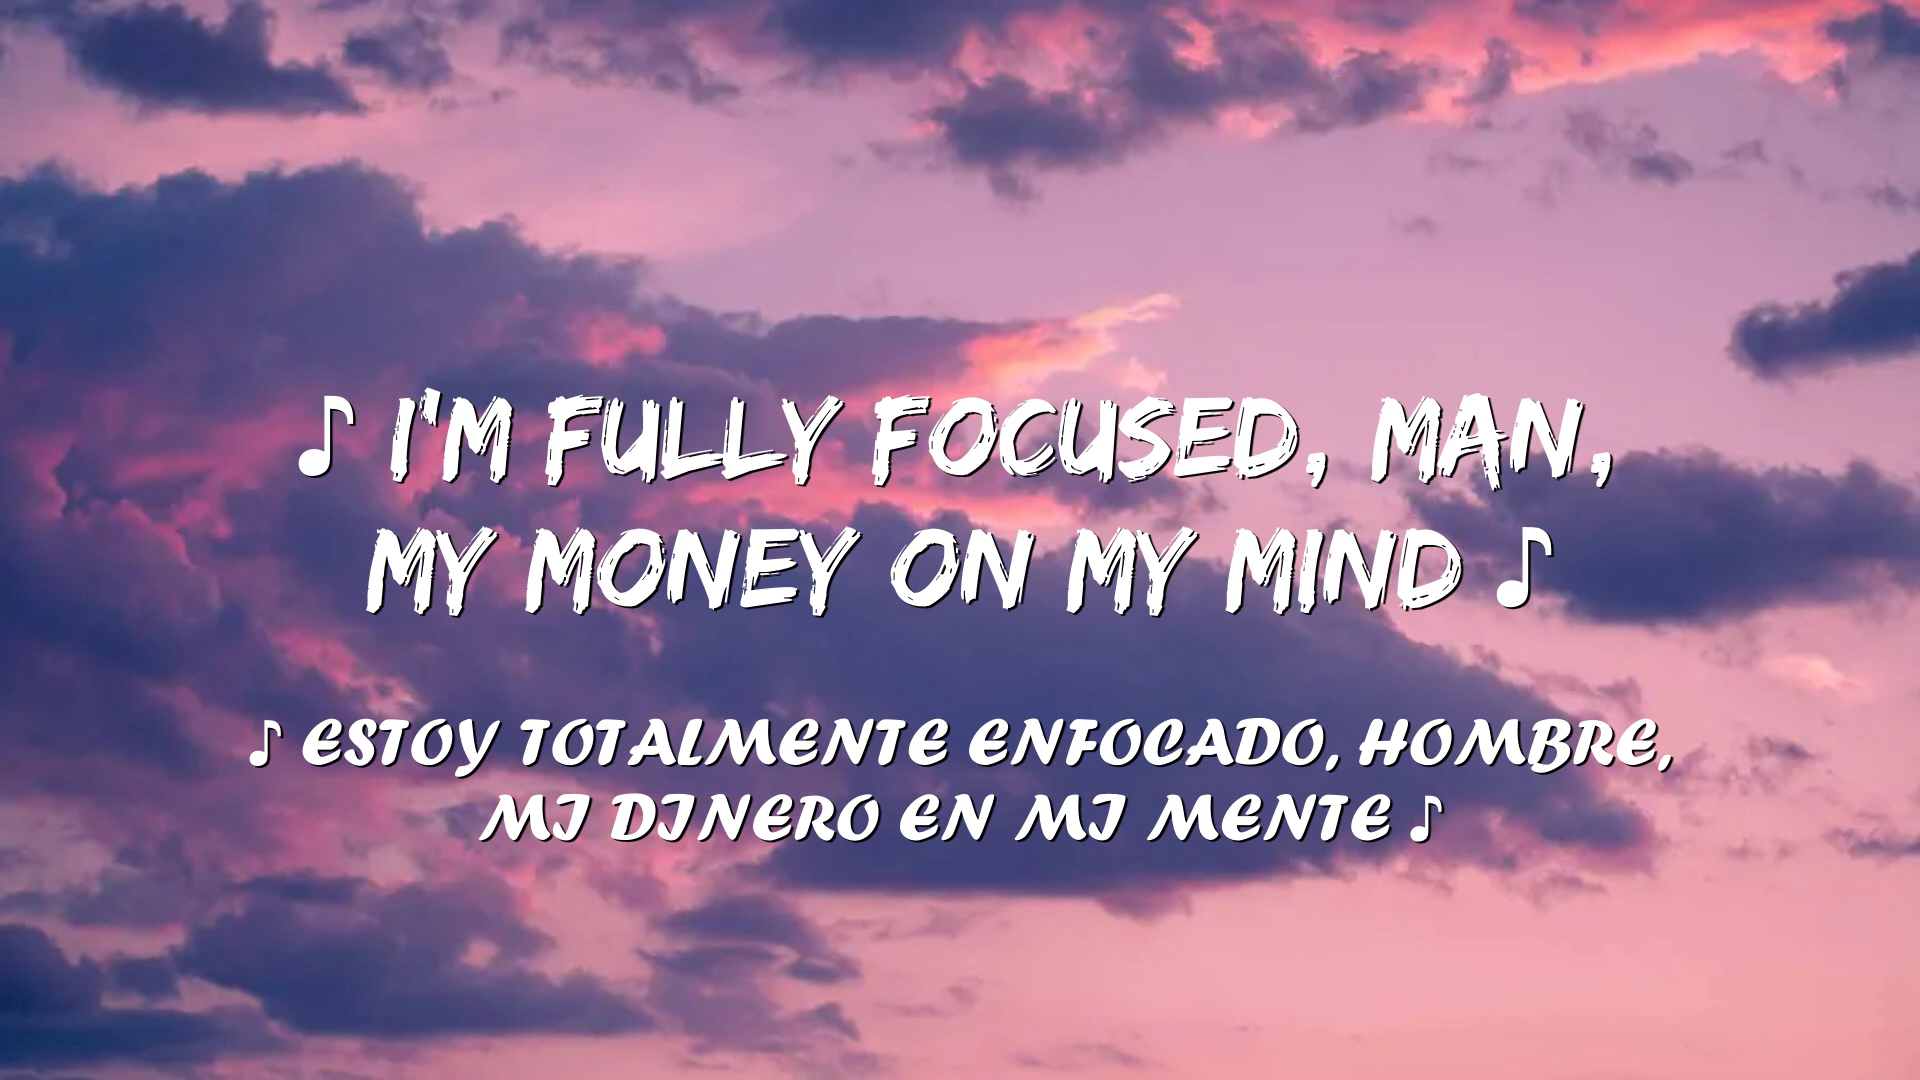 ♪ I'M FULLY FOCUSED, MAN,
MY MONEY ON MY MIND ♪
♪ ESTOY TOTALMENTE ENFOCADO, HOMBRE,
MI DINERO EN MI MENTE ♪